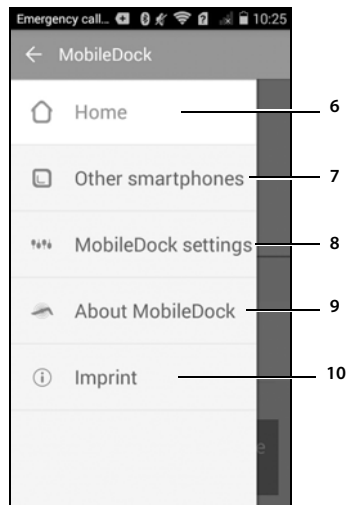 Emergency call... 10:25
MobileDock
Home 6
Other smartphones 7
MobileDock settings 8
About MobileDock 9
Imprint 10
e